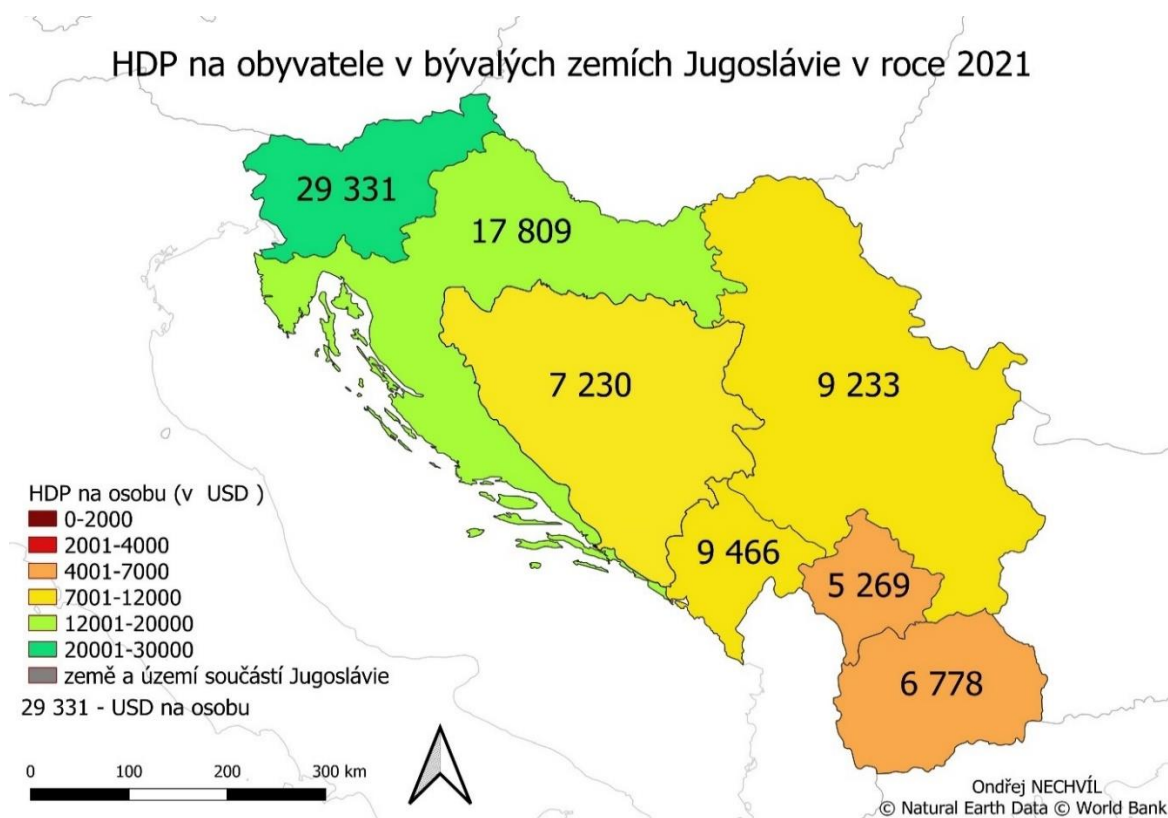 HDP na obyvatele v bývalých zemích Jugoslávie v roce 2021
29 331
17 809
7 230
9 233
9 466
5 269
6 778
HDP na osobu (v  USD )
0-2000
2001-4000
4001-7000
7001-12000
12001-20000
20001-30000
země a území součástí Jugoslávie
29 331 - USD na osobu
0 100 200 300 km
Ondřej NECHVÍL
© Natural Earth Data © World Bank